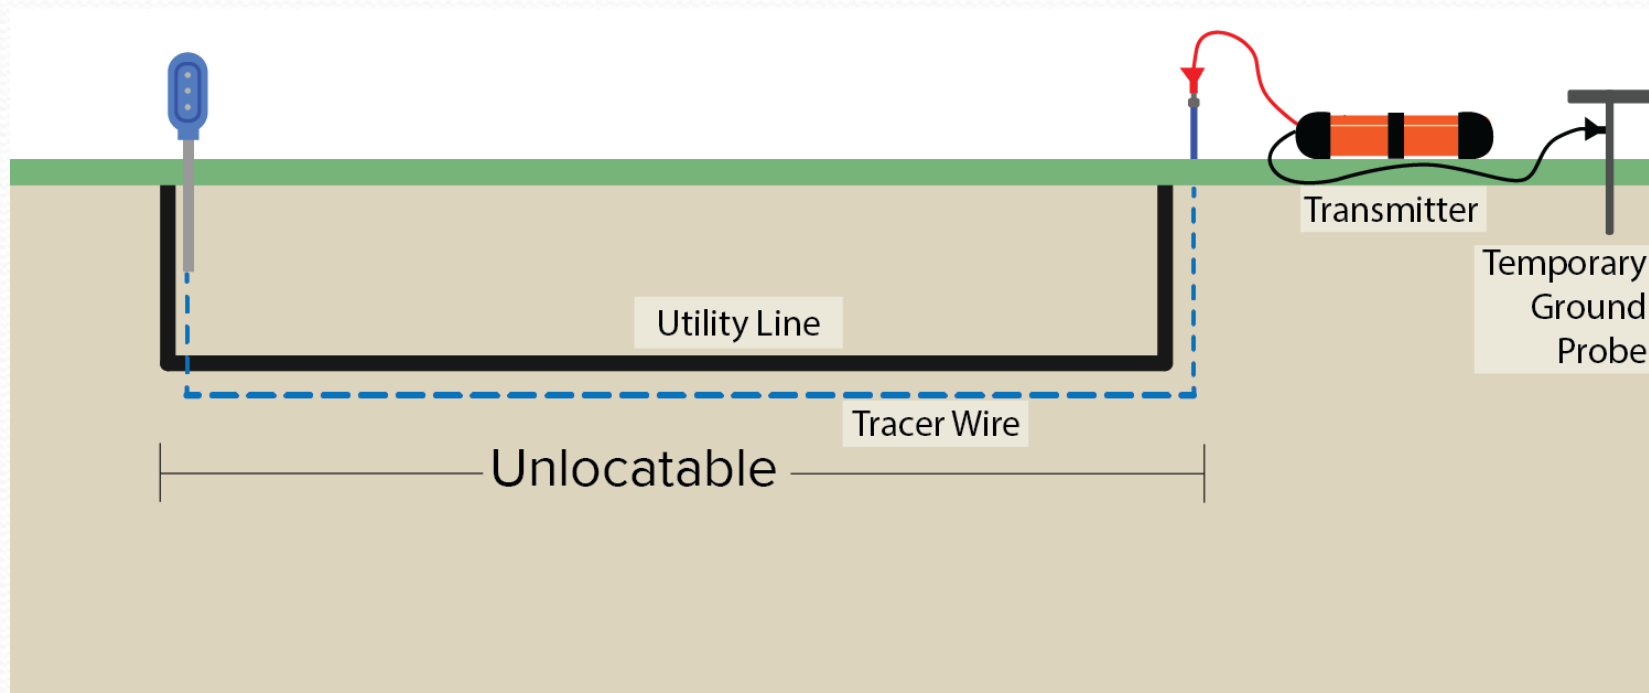 Transmitter
Temporary
Ground
Probe
Utility Line
Tracer Wire
Unlocatable